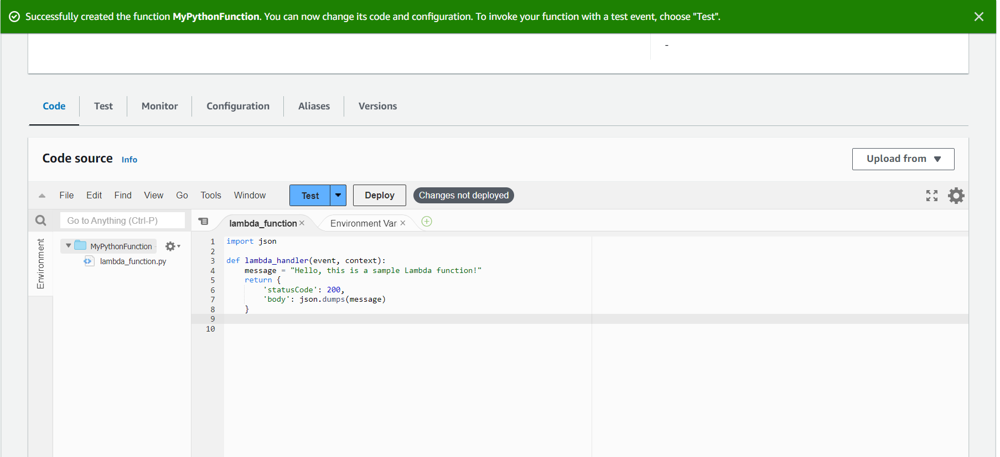 Successfully created the function MyPythonFunction. You can now change its code and configuration. To invoke your function with a test event, choose "Test".
-
Code Test Monitor Configuration Aliases Versions
Code source Info
Upload from
File Edit Find View Go Tools Window Test Deploy Changes not deployed
Go to Anything (Ctrl-P)
lambda_function × Environment Var ×
Environment
MyPythonFunction
lambda_function.py
1 import json
2
3 def lambda_handler(event, context):
4 message = "Hello, this is a sample Lambda function!"
5 return {
6 'statusCode': 200,
7 'body': json.dumps(message)
8 }
9
10